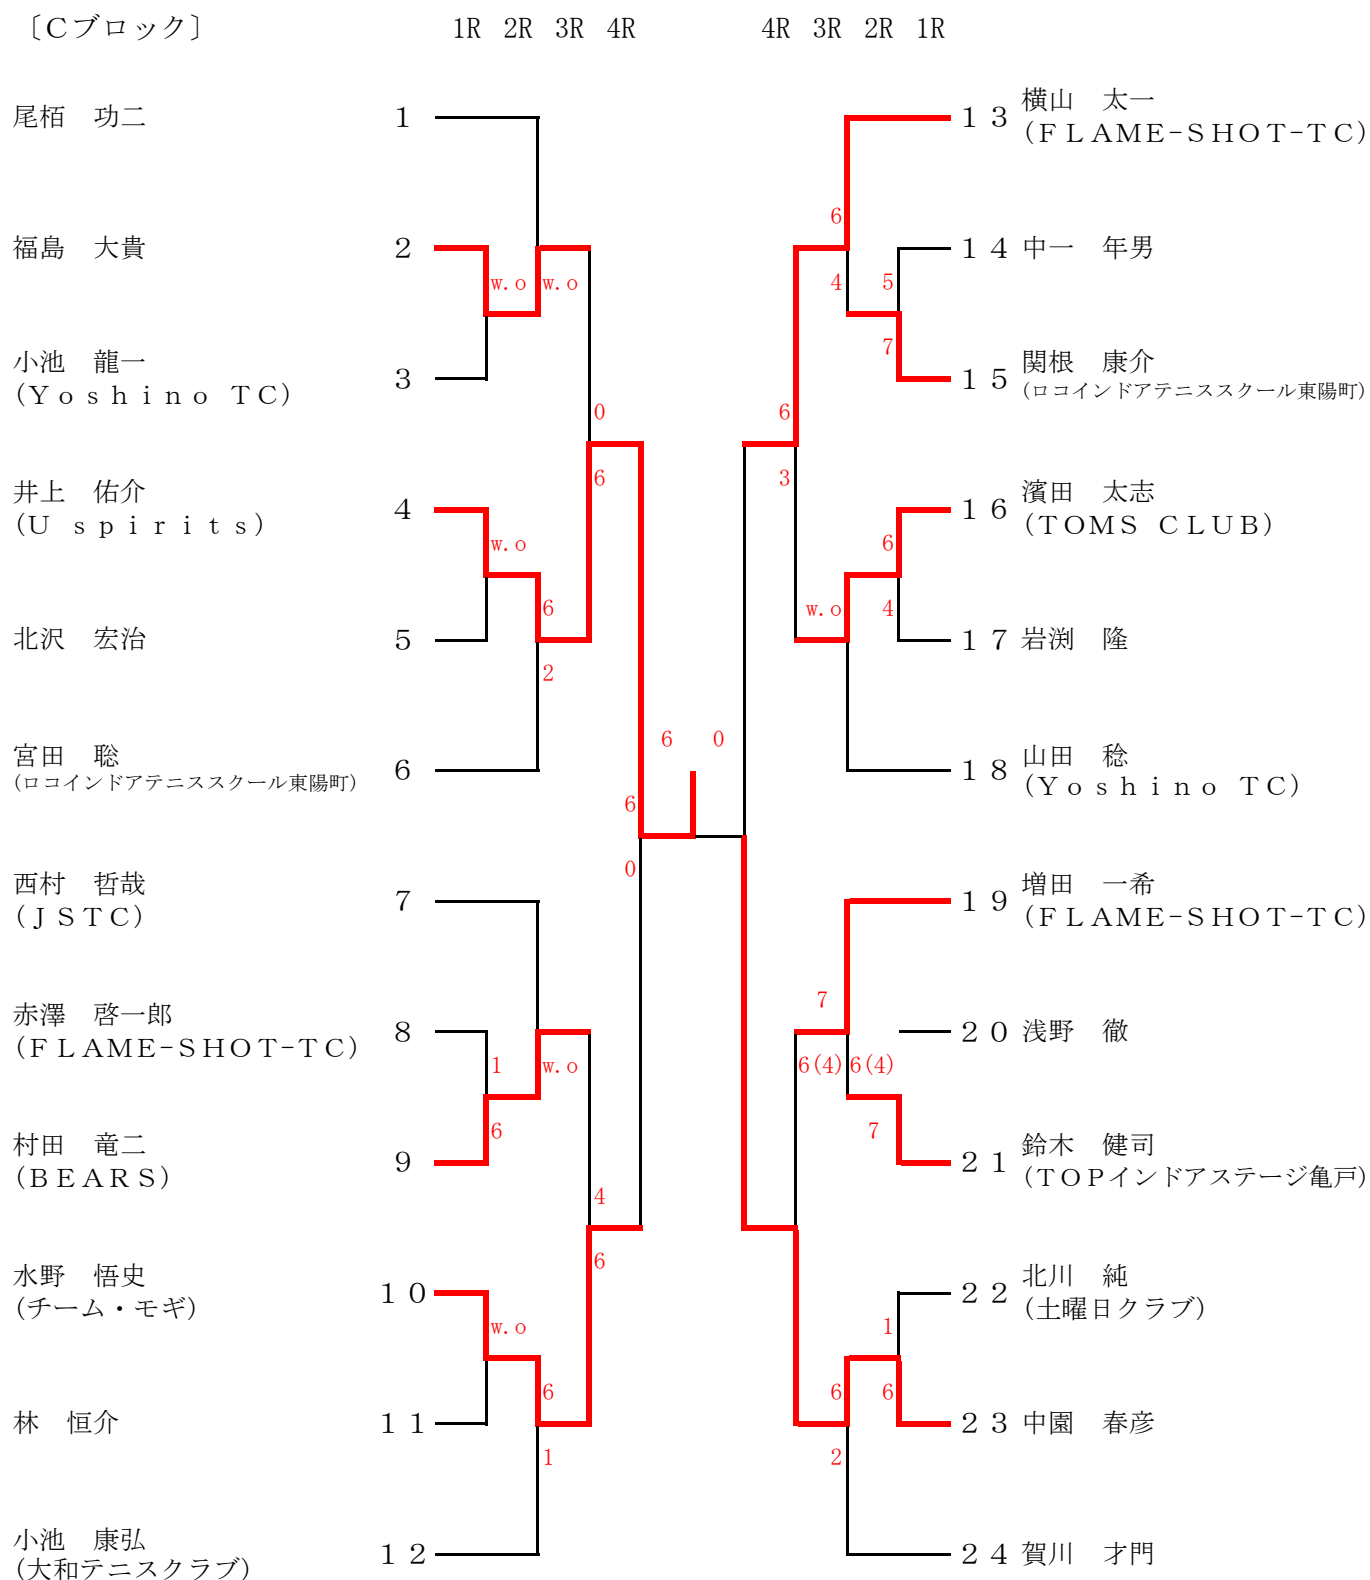 〔Cブロック〕 1R 2R 3R 4R 4R 3R 2R 1R
尾栢 功二 1
福島 大貴 2
w.o w.o
小池 龍一
(Yoshino TC) 3
0
6
井上 佑介
(U spirits) 4
w.o
6
北沢 宏治 5
2
宮田 聡
(ロコインドアテニススクール東陽町) 6
6 0
6
0
西村 哲哉
(JSTC) 7
赤澤 啓一郎
(FLAME-SHOT-TC) 8
1 w.o
6
村田 竜二
(BEARS) 9
4
6
水野 悟史
(チーム・モギ) 10
w.o
6
林 恒介 11
1
小池 康弘
(大和テニスクラブ) 12
13 横山 太一
(FLAME-SHOT-TC)
6
14 中一 年男
4 5
7
15 関根 康介
(ロコインドアテニススクール東陽町)
6
3
16 濱田 太志
(TOMS CLUB)
6
w.o 4
17 岩渕 隆
18 山田 稔
(Yoshino TC)
19 増田 一希
(FLAME-SHOT-TC)
7
20 浅野 徹
6(4) 6(4)
7
21 鈴木 健司
(TOPインドアステージ亀戸)
22 北川 純
(土曜日クラブ)
1
6 6
23 中園 春彦
2
24 賀川 才門